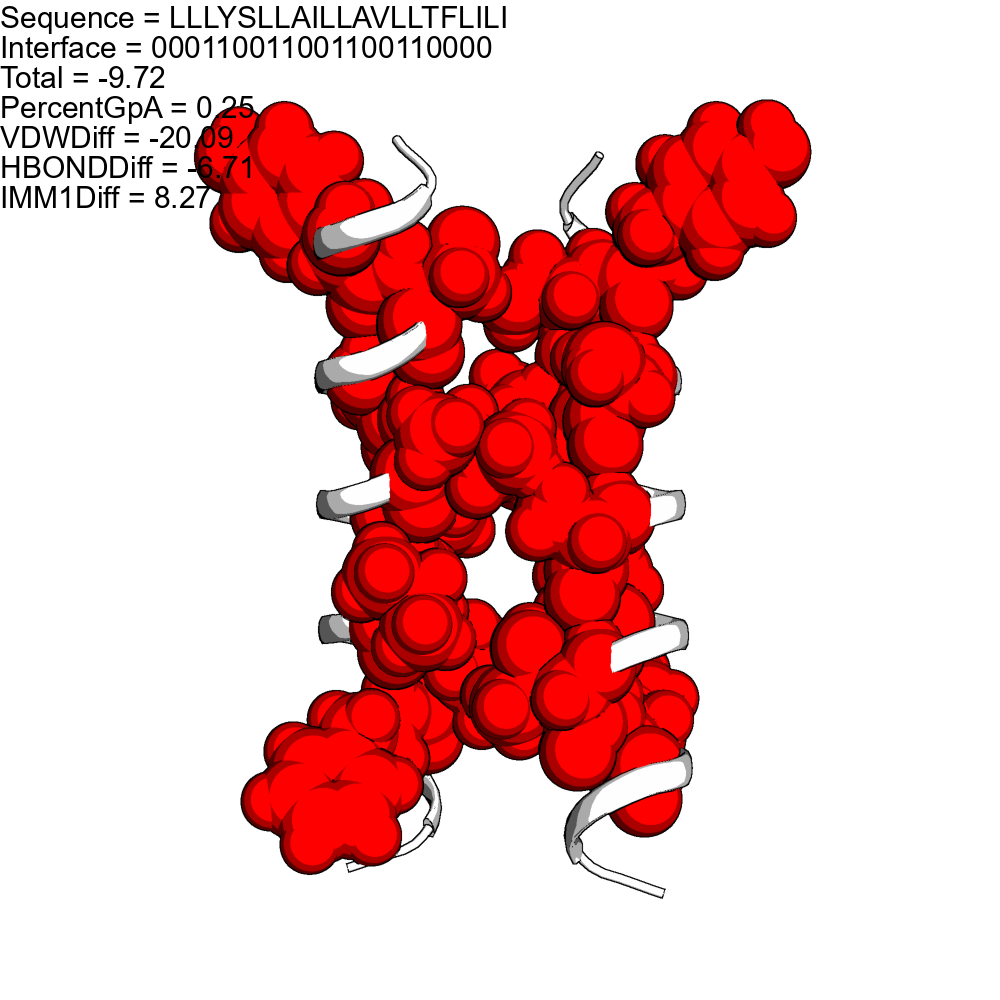 Sequence = LLLYSLLAILLAVLLTFLILI
Interface = 000110011001100110000
Total = -9.72
PercentGpA = 0.25
VDWDiff = -20.09
HBONDDiff = -6.71
IMM1Diff = 8.27